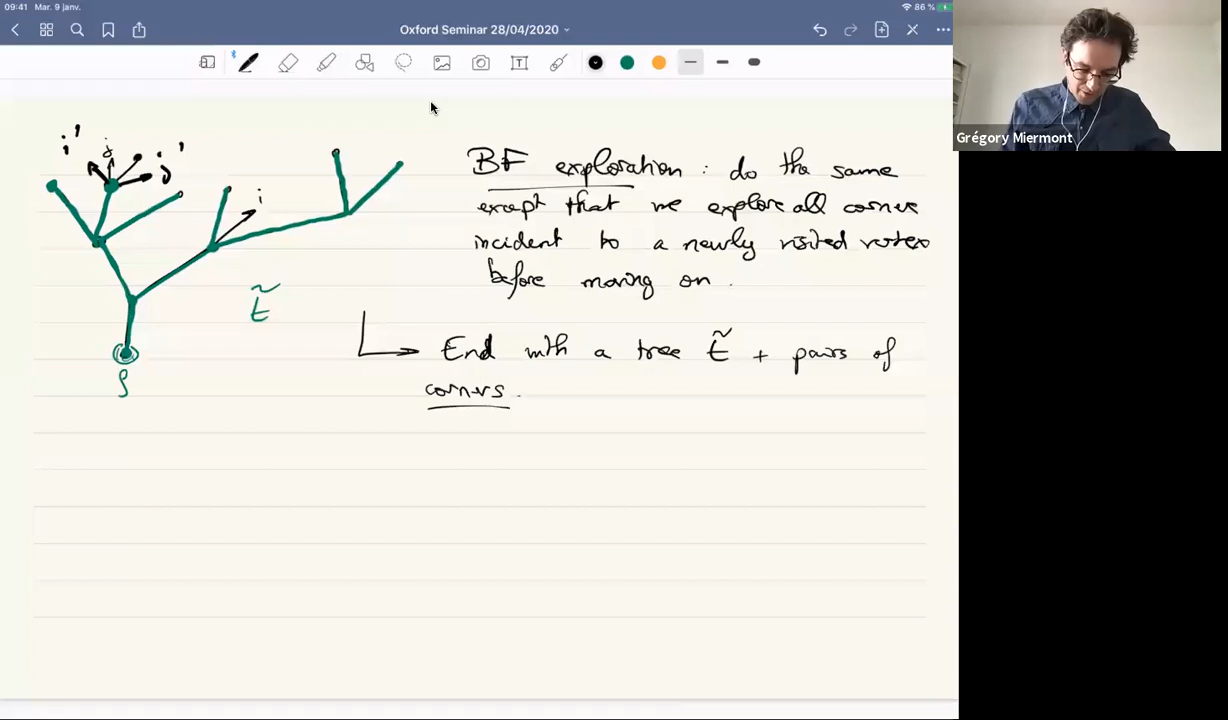 09:41 Mar. 9 janv.
86 %
Oxford Seminar 28/04/2020
Grégory Miermont
i'
j
j'
i
BF exploration : do the same
except that we explore all corner
incident to a newly visited vertex
before moving on.
t̃
End with a tree t̃ + pairs of
corners.
ρ